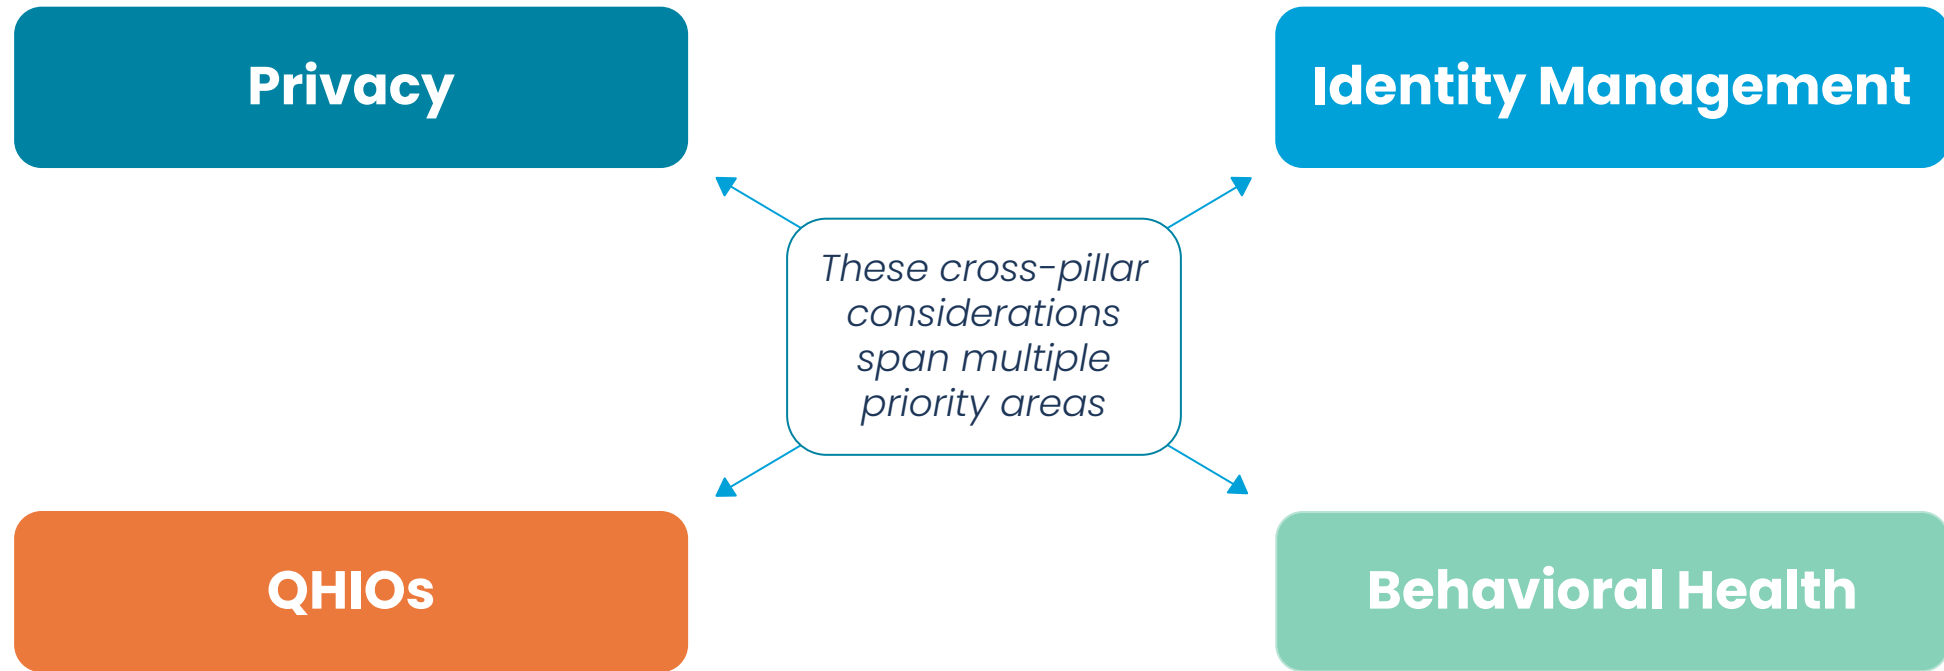 Privacy
Identity Management
These cross-pillar
considerations
span multiple
priority areas
QHIOs
Behavioral Health